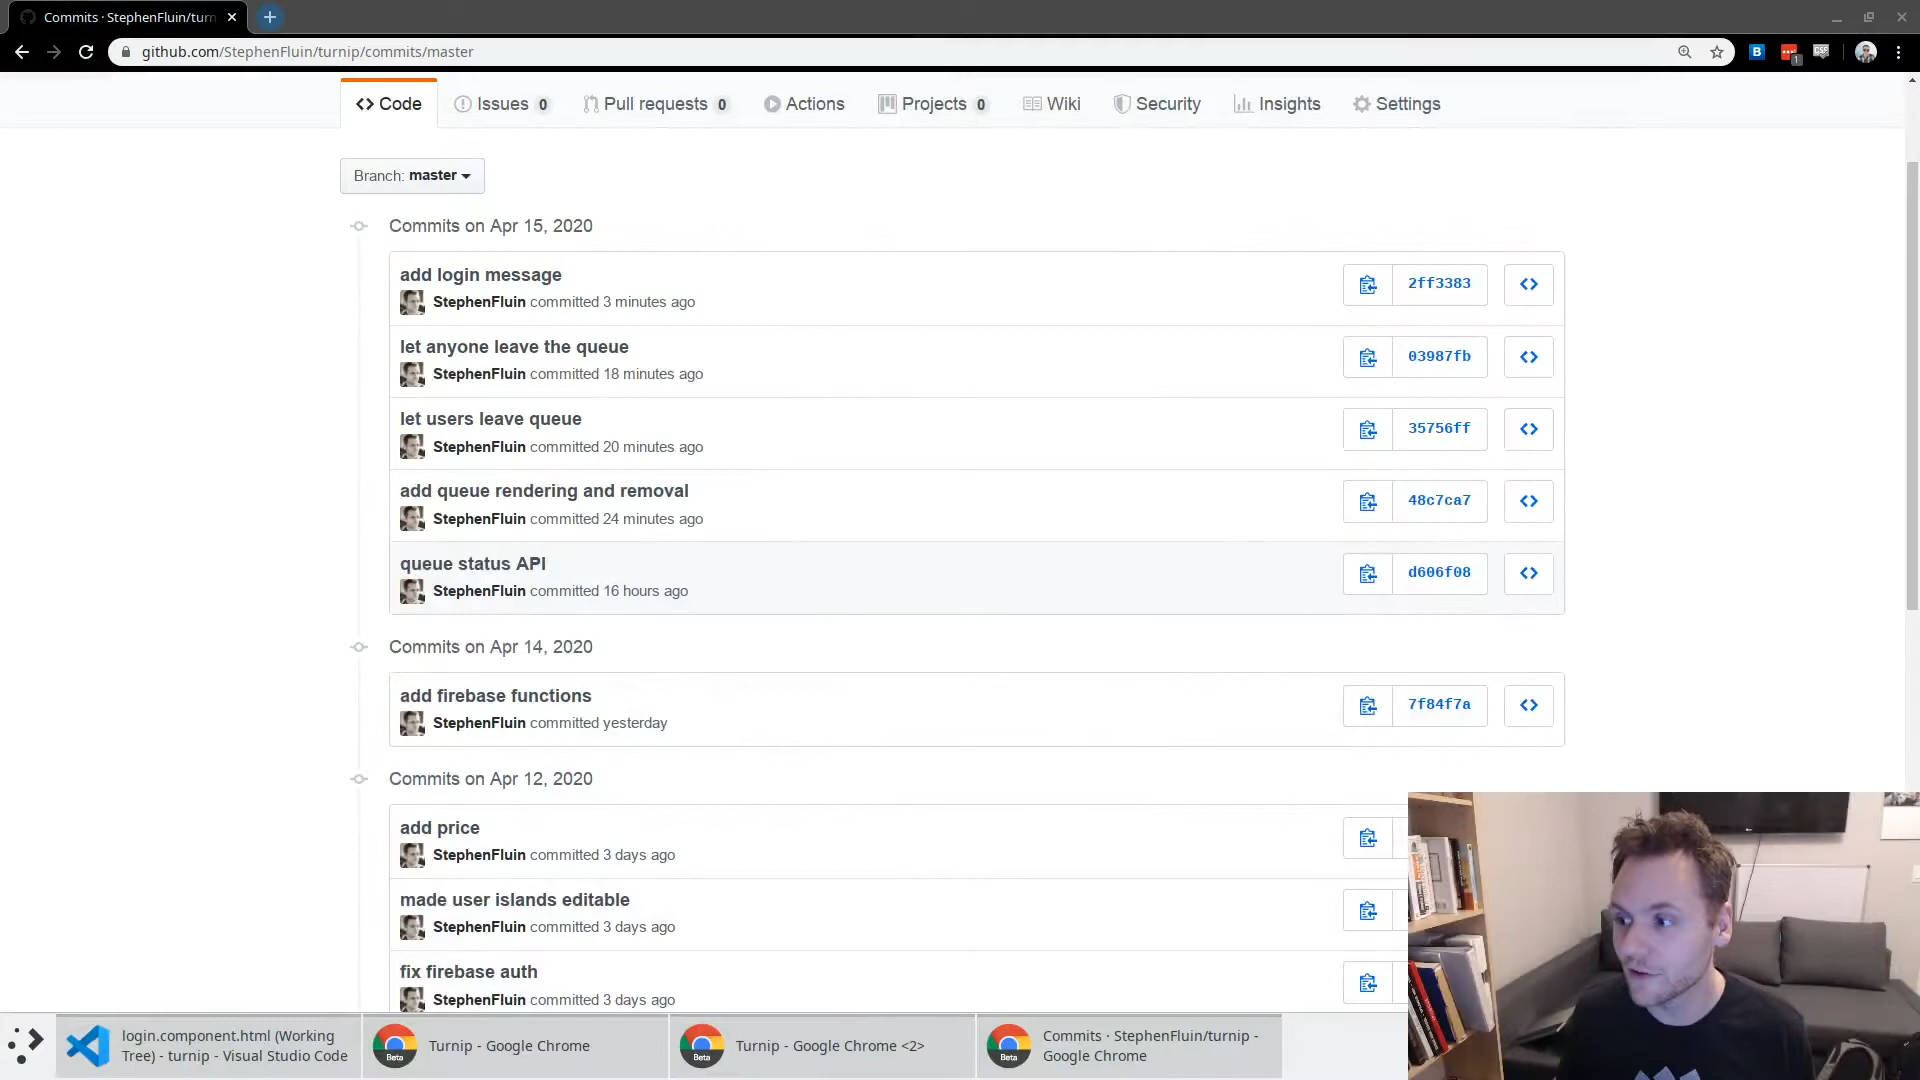 Commits · StephenFluin/turn
github.com/StephenFluin/turnip/commits/master
B
1
CSP
Code
Issues 0
Pull requests 0
Actions
Projects 0
Wiki
Security
Insights
Settings
Branch: master
Commits on Apr 15, 2020
add login message
2ff3383
StephenFluin committed 3 minutes ago
let anyone leave the queue
03987fb
StephenFluin committed 18 minutes ago
let users leave queue
35756ff
StephenFluin committed 20 minutes ago
add queue rendering and removal
48c7ca7
StephenFluin committed 24 minutes ago
queue status API
d606f08
StephenFluin committed 16 hours ago
Commits on Apr 14, 2020
add firebase functions
7f84f7a
StephenFluin committed yesterday
Commits on Apr 12, 2020
add price
StephenFluin committed 3 days ago
made user islands editable
StephenFluin committed 3 days ago
fix firebase auth
StephenFluin committed 3 days ago
login.component.html (Working
Tree) - turnip - Visual Studio Code
Beta
Turnip - Google Chrome
Beta
Turnip - Google Chrome <2>
Beta
Commits · StephenFluin/turnip -
Google Chrome